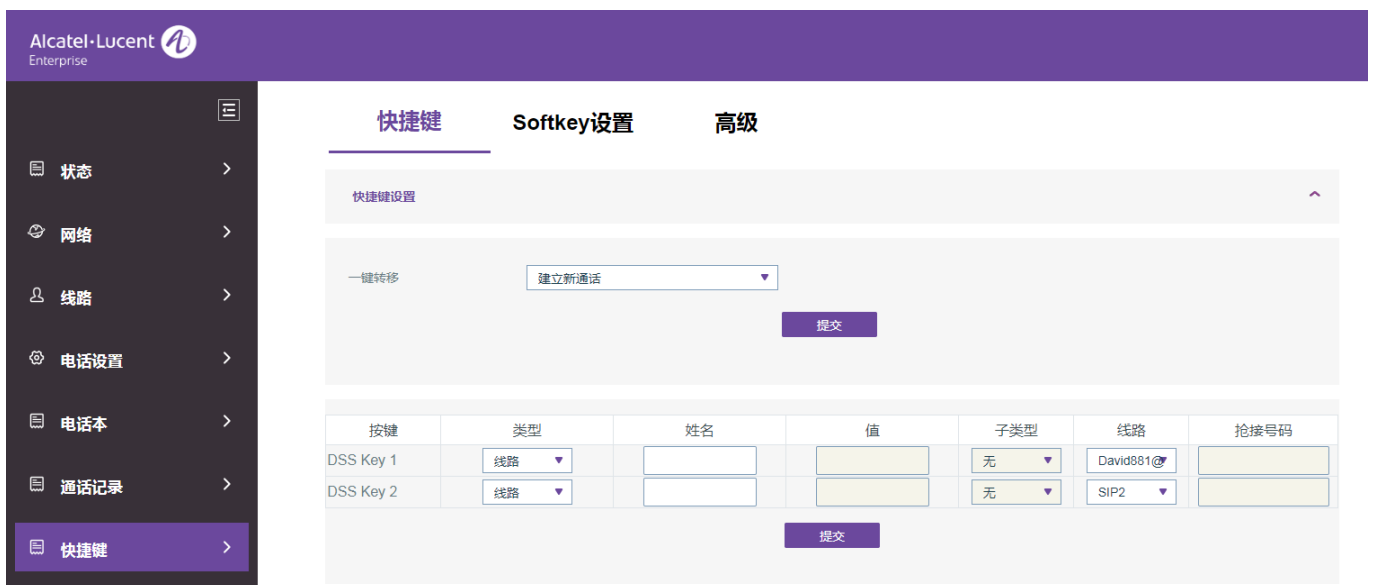 Alcatel·Lucent
Enterprise
状态
网络
线路
电话设置
电话本
通话记录
快捷键
快捷键 Softkey设置 高级
快捷键设置
一键转移 建立新通话
提交
按键 类型 姓名 值 子类型 线路 抢接号码
DSS Key 1 线路 无 David881@
DSS Key 2 线路 无 SIP2
提交